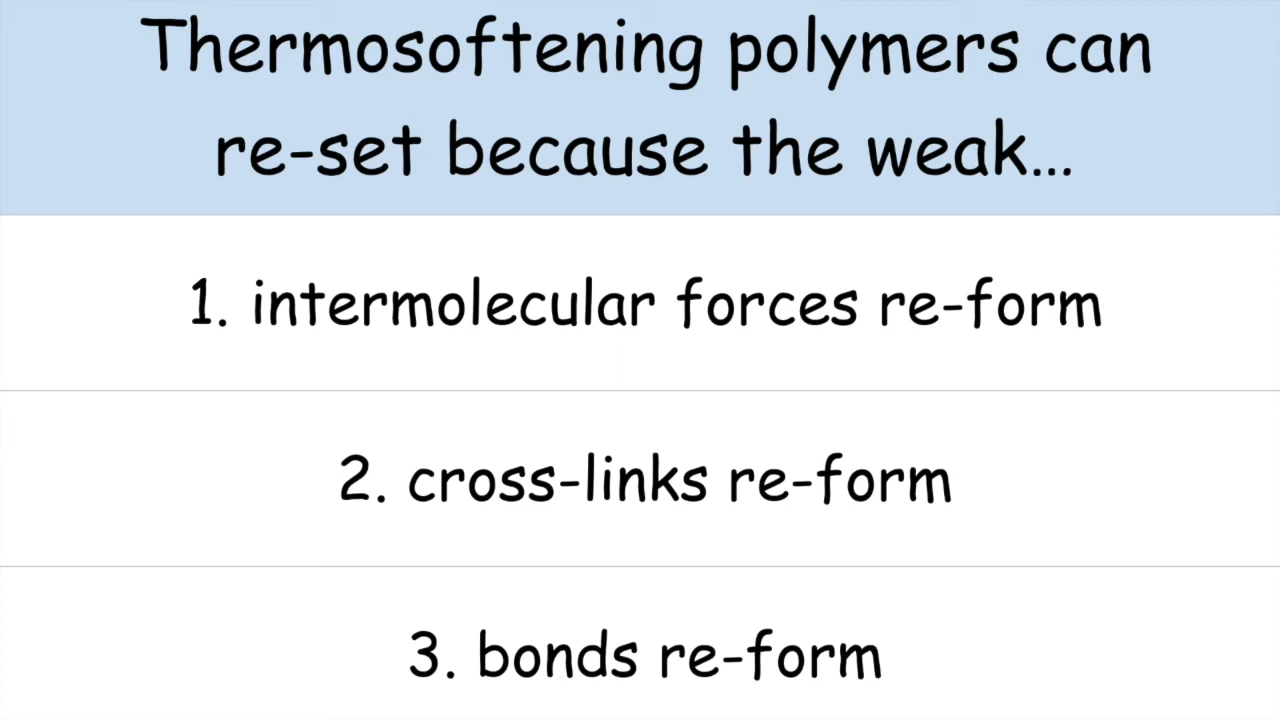 Thermosoftening polymers can
re-set because the weak...
1. intermolecular forces re-form
2. cross-links re-form
3. bonds re-form